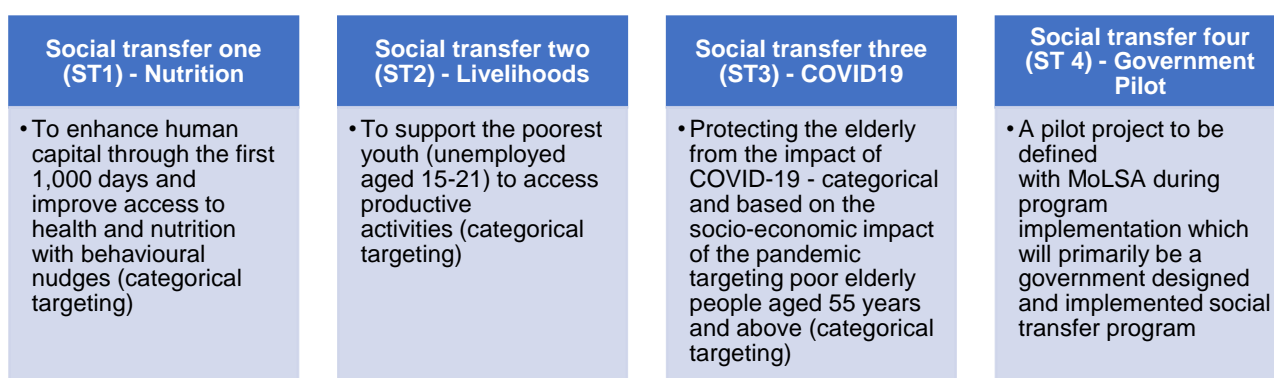 Social transfer one
(ST1) - Nutrition
• To enhance human
capital through the first
1,000 days and
improve access to
health and nutrition
with behavioural
nudges (categorical
targeting)
Social transfer two
(ST2) - Livelihoods
• To support the poorest
youth (unemployed
aged 15-21) to access
productive
activities (categorical
targeting)
Social transfer three
(ST3) - COVID19
• Protecting the elderly
from the impact of
COVID-19 - categorical
and based on the
socio-economic impact
of the pandemic
targeting poor elderly
people aged 55 years
and above (categorical
targeting)
Social transfer four
(ST 4) - Government
Pilot
• A pilot project to be
defined
with MoLSA during
program
implementation which
will primarily be a
government designed
and implemented social
transfer program